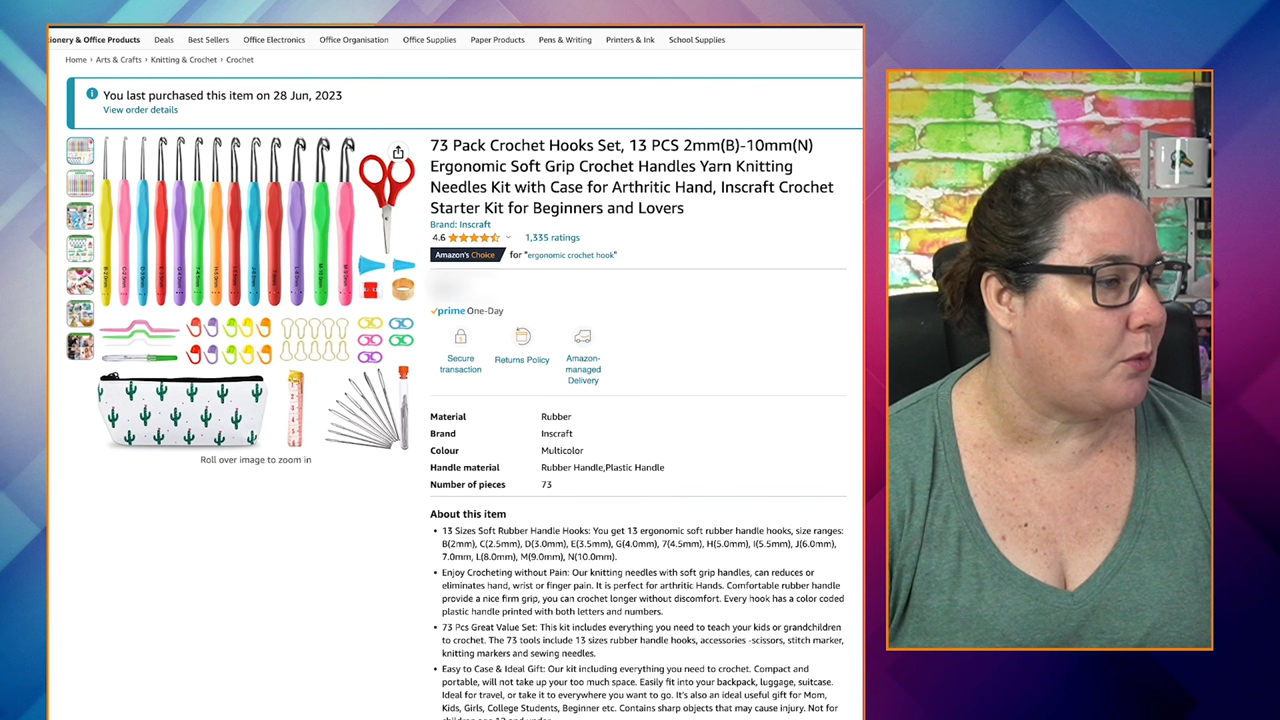 ionery & Office Products Deals Best Sellers Office Electronics Office Organisation Office Supplies Paper Products Pens & Writing Printers & Ink School Supplies
Home › Arts & Crafts › Knitting & Crochet › Crochet
You last purchased this item on 28 Jun, 2023
View order details
73 Pack Crochet Hooks Set, 13 PCS 2mm(B)-10mm(N)
Ergonomic Soft Grip Crochet Handles Yarn Knitting
Needles Kit with Case for Arthritic Hand, Inscraft Crochet
Starter Kit for Beginners and Lovers
Brand: Inscraft
4.6 1,335 ratings
Amazon's Choice for "ergonomic crochet hook"
prime One-Day
Secure
transaction
Returns Policy
Amazon-
managed
Delivery
Material Rubber
Brand Inscraft
Colour Multicolor
Handle material Rubber Handle,Plastic Handle
Number of pieces 73
Roll over image to zoom in
About this item
• 13 Sizes Soft Rubber Handle Hooks: You get 13 ergonomic soft rubber handle hooks, size ranges:
B(2mm), C(2.5mm), D(3.0mm), E(3.5mm), G(4.0mm), 7(4.5mm), H(5.0mm), I(5.5mm), J(6.0mm),
7.0mm, L(8.0mm), M(9.0mm), N(10.0mm).
• Enjoy Crocheting without Pain: Our knitting needles with soft grip handles, can reduces or
eliminates hand, wrist or finger pain. It is perfect for arthritic Hands. Comfortable rubber handle
provide a nice firm grip, you can crochet longer without discomfort. Every hook has a color coded
plastic handle printed with both letters and numbers.
• 73 Pcs Great Value Set: This kit includes everything you need to teach your kids or grandchildren
to crochet. The 73 tools include 13 sizes rubber handle hooks, accessories -scissors, stitch marker,
knitting markers and sewing needles.
• Easy to Case & Ideal Gift: Our kit including everything you need to crochet. Compact and
portable, will not take up your too much space. Easily fit into your backpack, luggage, suitcase.
Ideal for travel, or take it to everywhere you want to go. It's also an ideal useful gift for Mom,
Kids, Girls, College Students, Beginner etc. Contains sharp objects that may cause injury. Not for